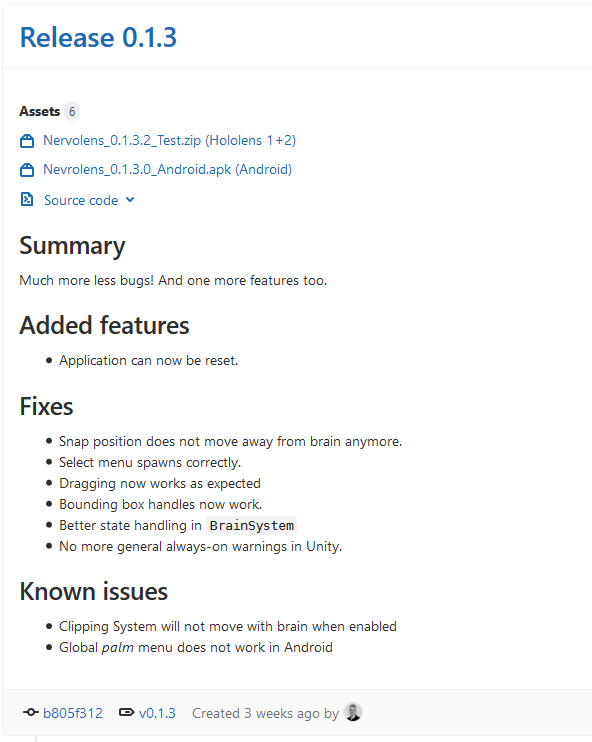 Release 0.1.3
Assets 6
Nervolens_0.1.3.2_Test.zip (Hololens 1+2)
Nevrolens_0.1.3.0_Android.apk (Android)
Source code
Summary
Much more less bugs! And one more features too.
Added features
Application can now be reset.
Fixes
Snap position does not move away from brain anymore.
Select menu spawns correctly.
Dragging now works as expected
Bounding box handles now work.
Better state handling in BrainSystem
No more general always-on warnings in Unity.
Known issues
Clipping System will not move with brain when enabled
Global palm menu does not work in Android
b805f312 v0.1.3 Created 3 weeks ago by